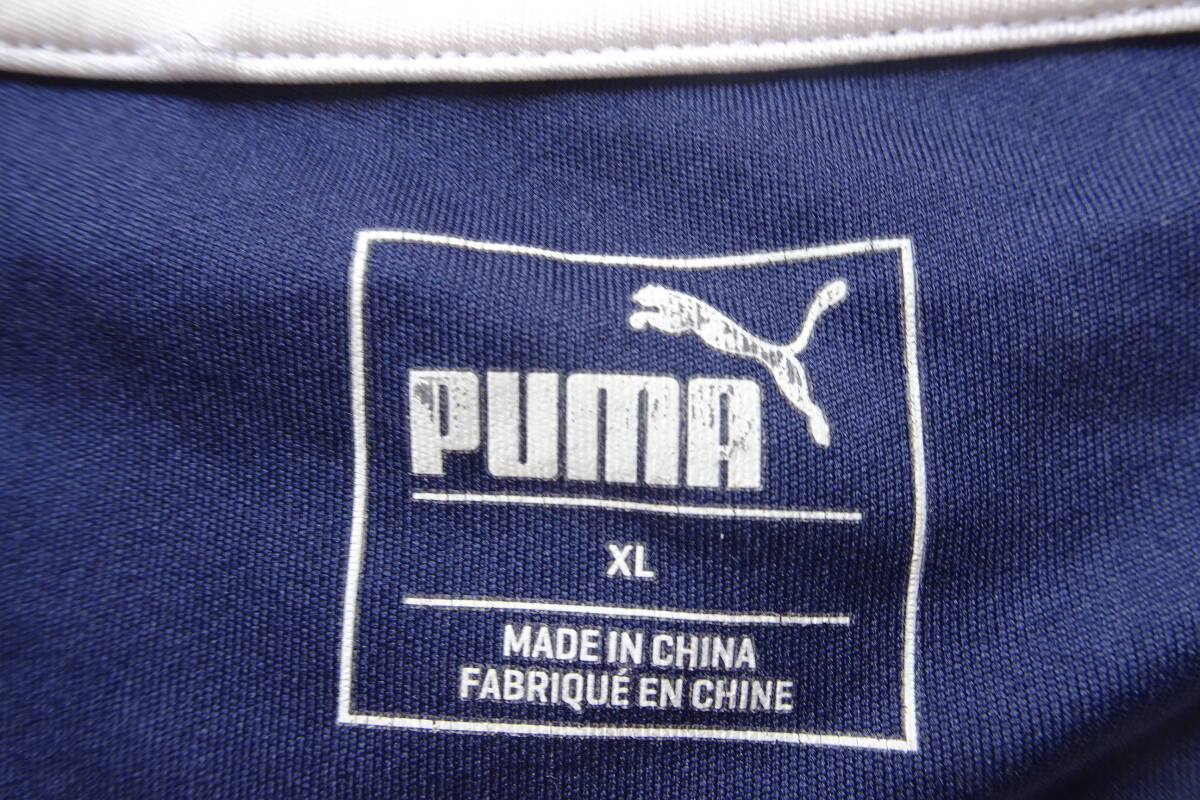 PUMA
XL
MADE IN CHINA
FABRIQUÉ EN CHINE